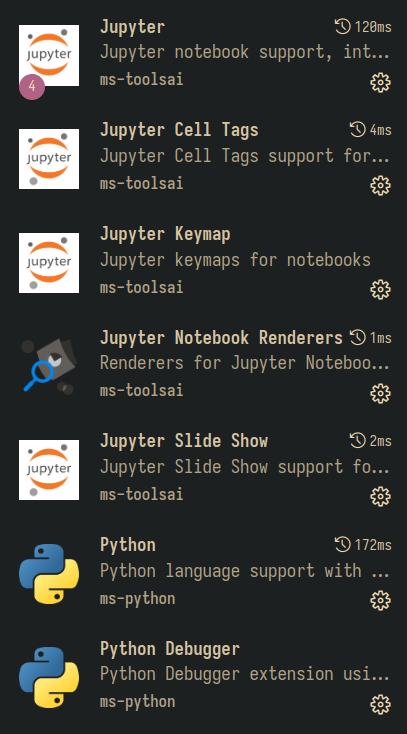 Jupyter 120ms
jupyter Jupyter notebook support, int...
4 ms-toolsai
Jupyter Cell Tags 4ms
jupyter Jupyter Cell Tags support for...
ms-toolsai
Jupyter Keymap
jupyter Jupyter keymaps for notebooks
ms-toolsai
Jupyter Notebook Renderers 1ms
Renderers for Jupyter Noteboo...
ms-toolsai
Jupyter Slide Show 2ms
jupyter Jupyter Slide Show support fo...
ms-toolsai
Python 172ms
Python language support with ...
ms-python
Python Debugger
Python Debugger extension usi...
ms-python